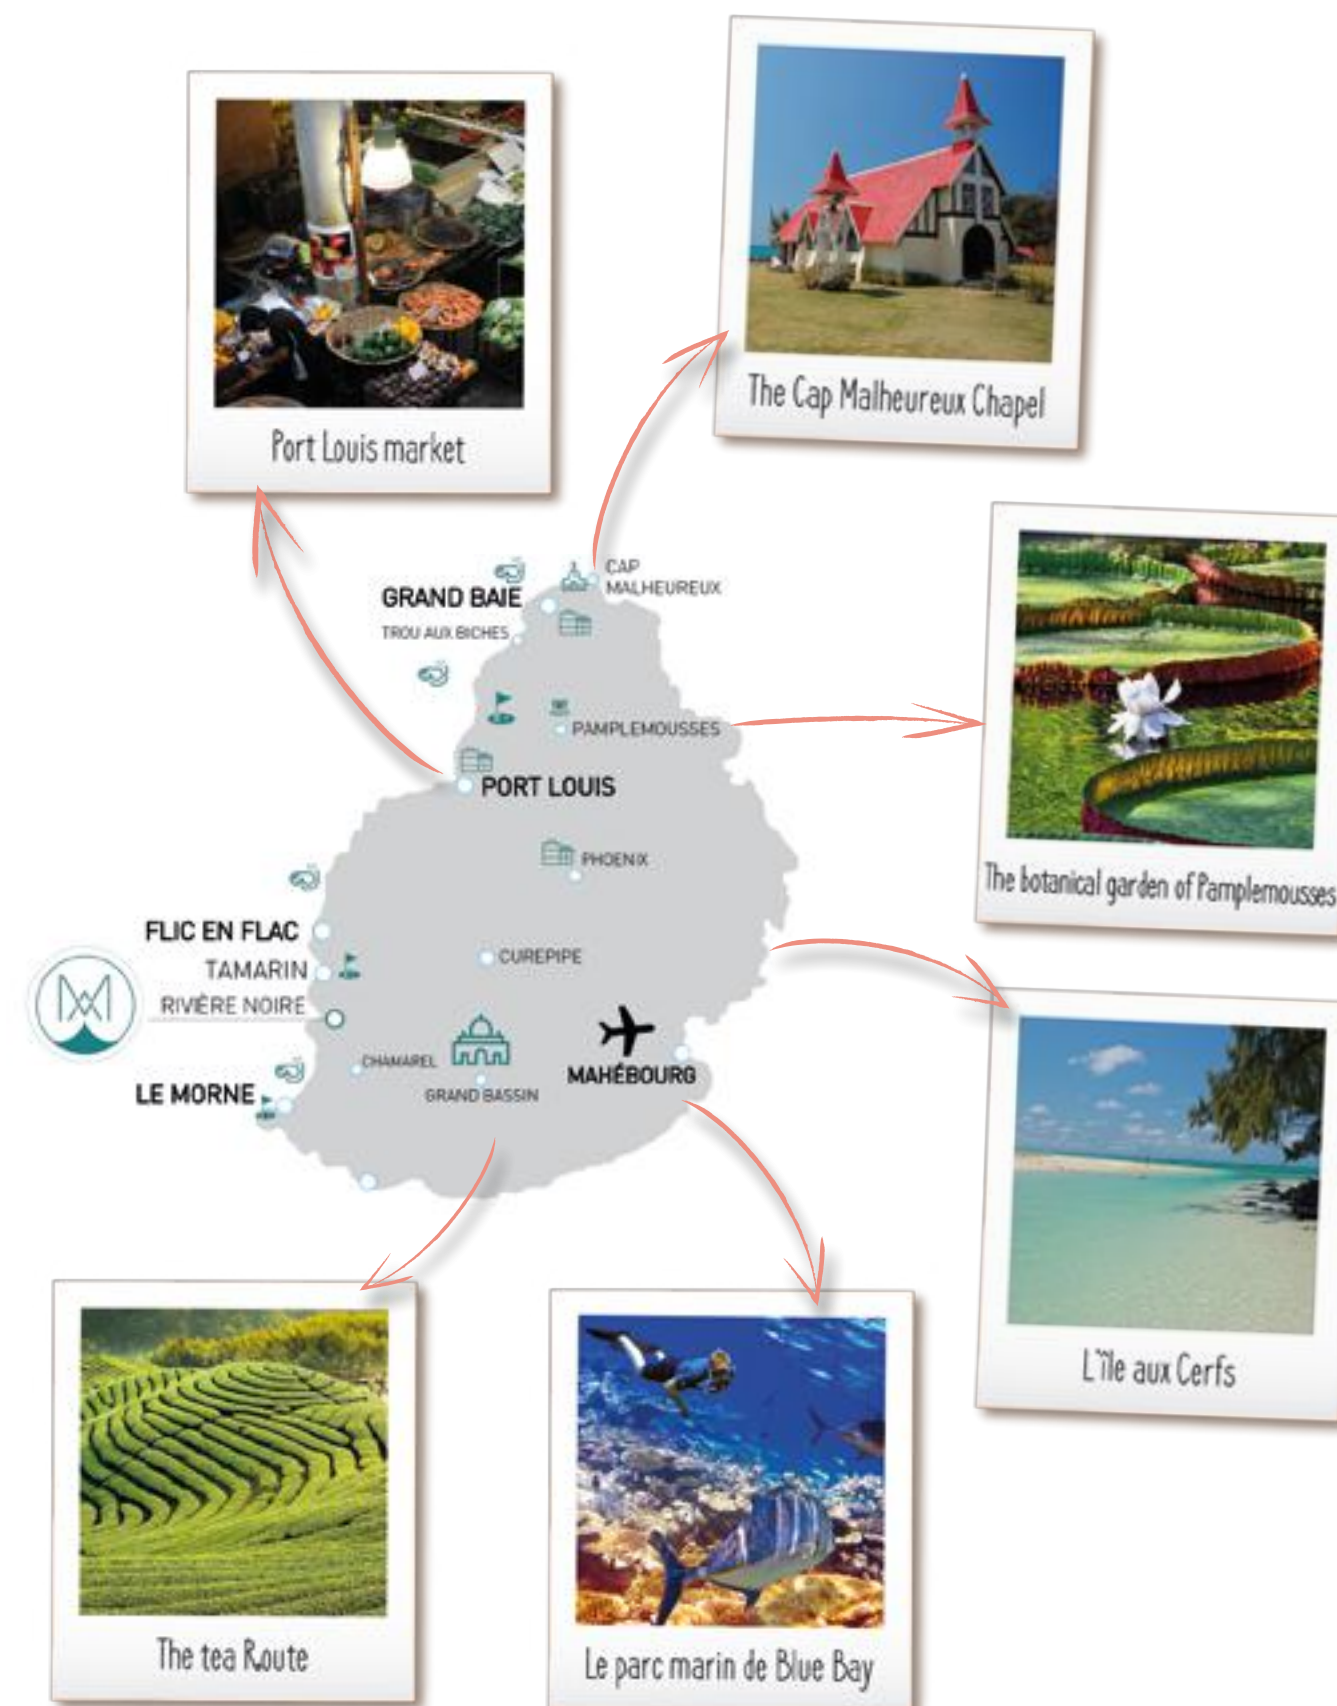 Port Louis market
The Cap Malheureux Chapel
CAP
MALHEUREUX
GRAND BAIE
TROU AUX BICHES
PAMPLEMOUSSES
PORT LOUIS
The botanical garden of Pamplemousses
PHOENIX
FLIC EN FLAC
CUREPIPE
TAMARIN
RIVIÈRE NOIRE
CHAMAREL
MAHÉBOURG
LE MORNE
GRAND BASSIN
L'île aux Cerfs
The tea Route
Le parc marin de Blue Bay